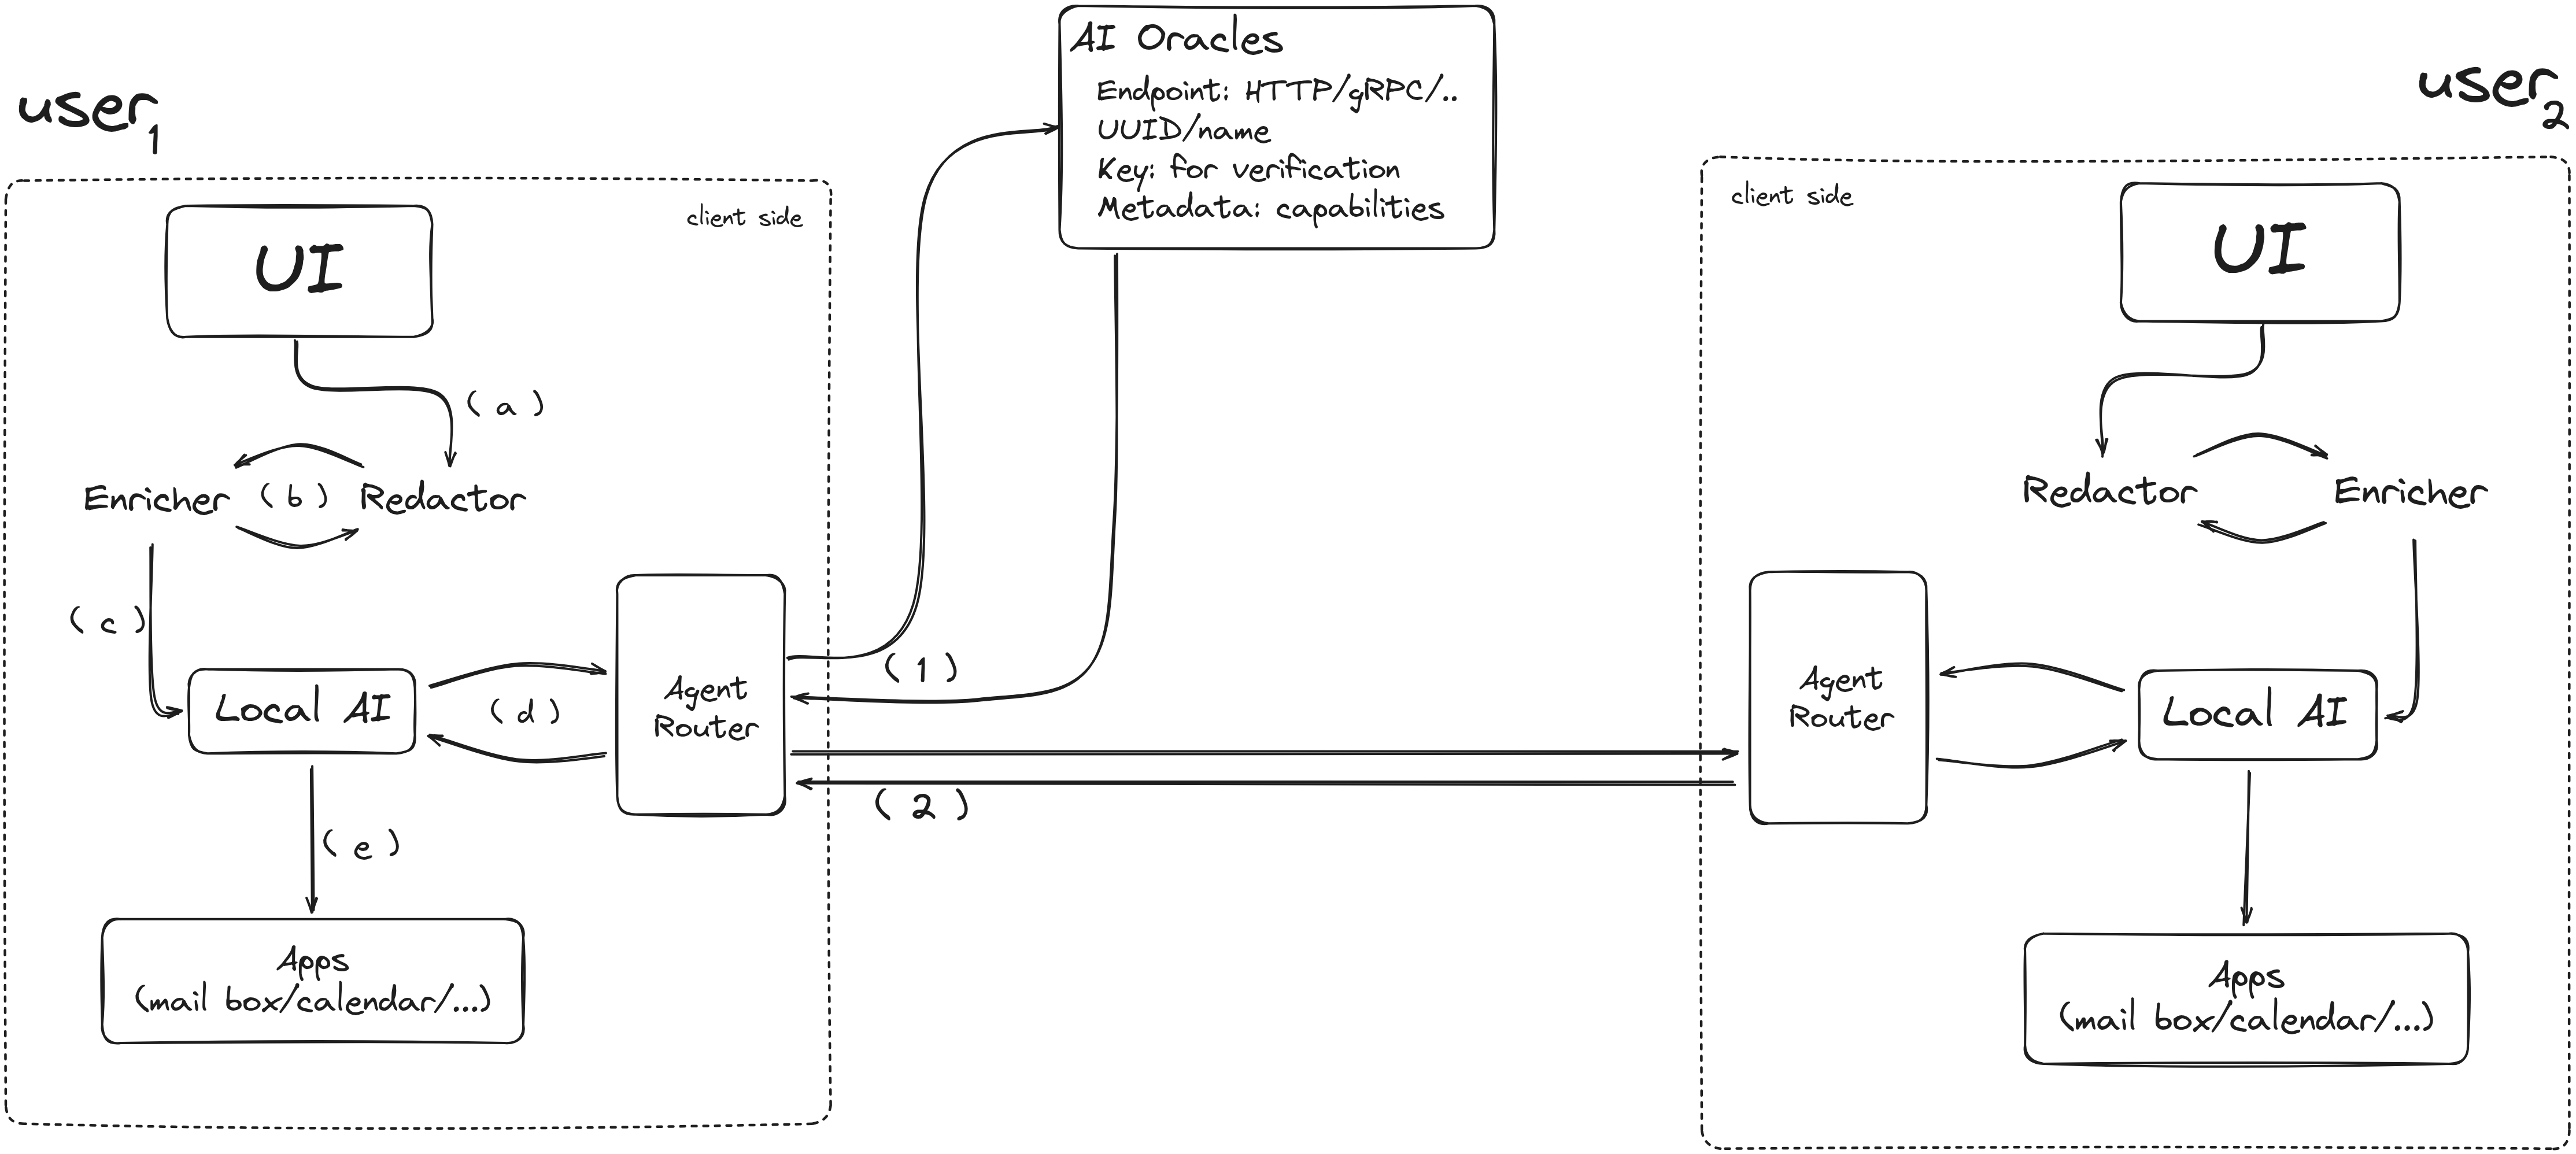 user1
client side
UI
( a )
Enricher ( b ) Redactor
( c )
Local AI
( d )
Agent
Router
( e )
Apps
(mail box/calendar/...)
AI Oracles
Endpoint: HTTP/gRPC/..
UUID/name
Key: for verification
Metadata: capabilities
( 1 )
( 2 )
user2
client side
UI
Redactor
Enricher
Agent
Router
Local AI
Apps
(mail box/calendar/...)